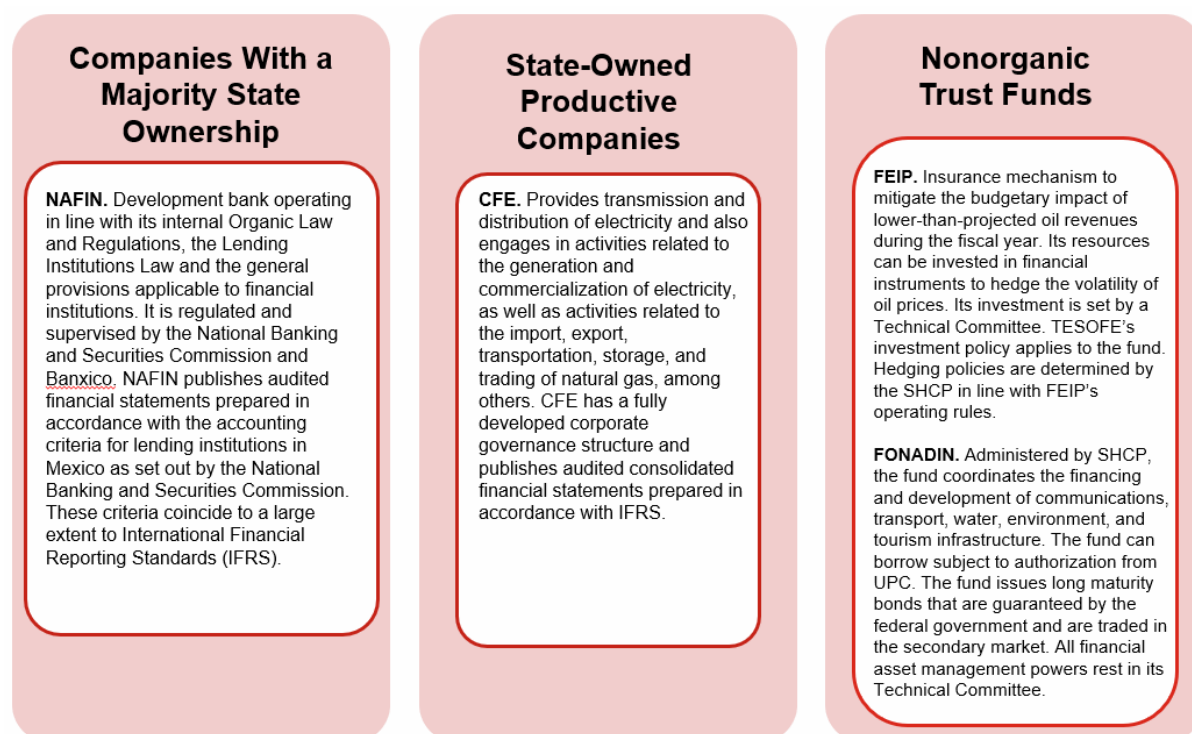 Companies With a
Majority State
Ownership
NAFIN. Development bank operating
in line with its internal Organic Law
and Regulations, the Lending
Institutions Law and the general
provisions applicable to financial
institutions. It is regulated and
supervised by the National Banking
and Securities Commission and
Banxico. NAFIN publishes audited
financial statements prepared in
accordance with the accounting
criteria for lending institutions in
Mexico as set out by the National
Banking and Securities Commission.
These criteria coincide to a large
extent to International Financial
Reporting Standards (IFRS).
State-Owned
Productive
Companies
CFE. Provides transmission and
distribution of electricity and also
engages in activities related to
the generation and
commercialization of electricity,
as well as activities related to
the import, export,
transportation, storage, and
trading of natural gas, among
others. CFE has a fully
developed corporate
governance structure and
publishes audited consolidated
financial statements prepared in
accordance with IFRS.
Nonorganic
Trust Funds
FEIP. Insurance mechanism to
mitigate the budgetary impact of
lower-than-projected oil revenues
during the fiscal year. Its resources
can be invested in financial
instruments to hedge the volatility of
oil prices. Its investment is set by a
Technical Committee. TESOFE’s
investment policy applies to the fund.
Hedging policies are determined by
the SHCP in line with FEIP’s
operating rules.
FONADIN. Administered by SHCP,
the fund coordinates the financing
and development of communications,
transport, water, environment, and
tourism infrastructure. The fund can
borrow subject to authorization from
UPC. The fund issues long maturity
bonds that are guaranteed by the
federal government and are traded in
the secondary market. All financial
asset management powers rest in its
Technical Committee.